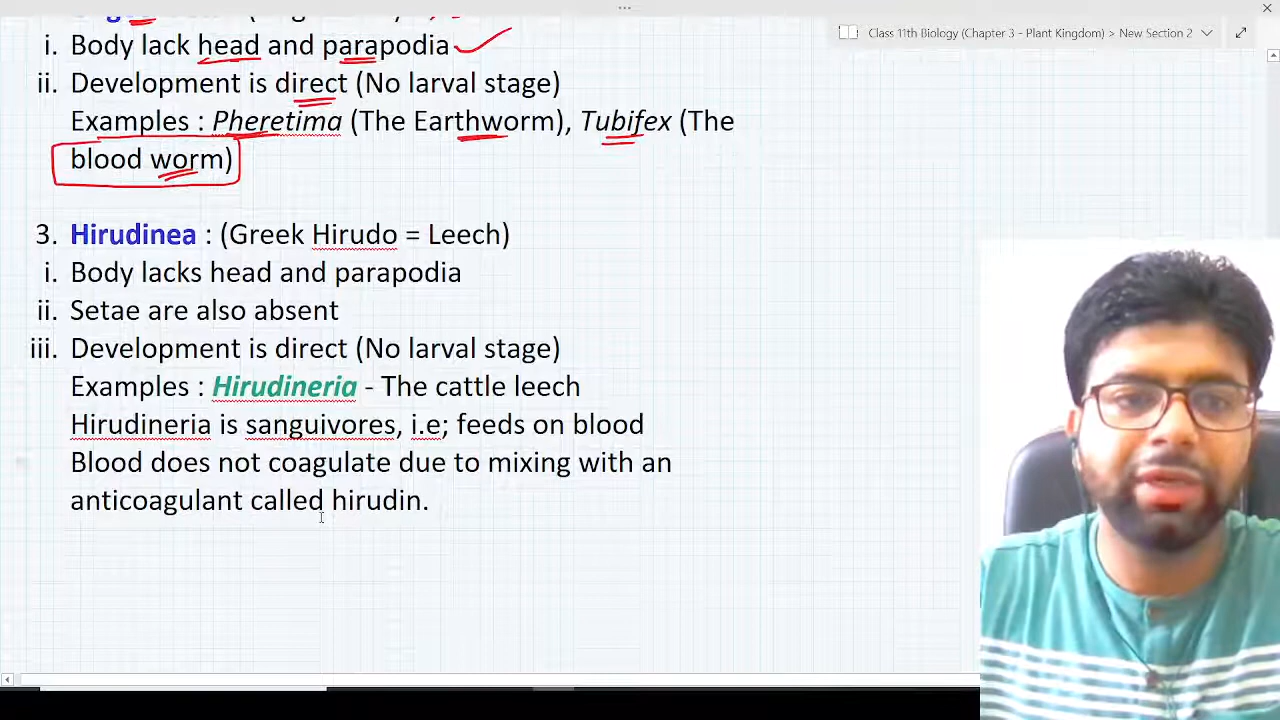 Class 11th Biology (Chapter 3 - Plant Kingdom) > New Section 2
i. Body lack head and parapodia
ii. Development is direct (No larval stage)
Examples : Pheretima (The Earthworm), Tubifex (The
blood worm)
3. Hirudinea : (Greek Hirudo = Leech)
i. Body lacks head and parapodia
ii. Setae are also absent
iii. Development is direct (No larval stage)
Examples : Hirudineria - The cattle leech
Hirudineria is sanguivores, i.e; feeds on blood
Blood does not coagulate due to mixing with an
anticoagulant called hirudin.